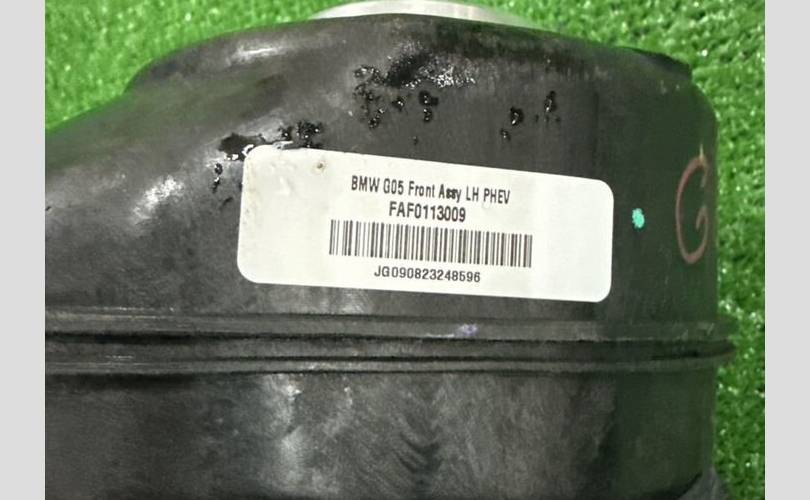 BMW G05 Front Assy LH PHEV
FAF0113009
JG090823248596
G